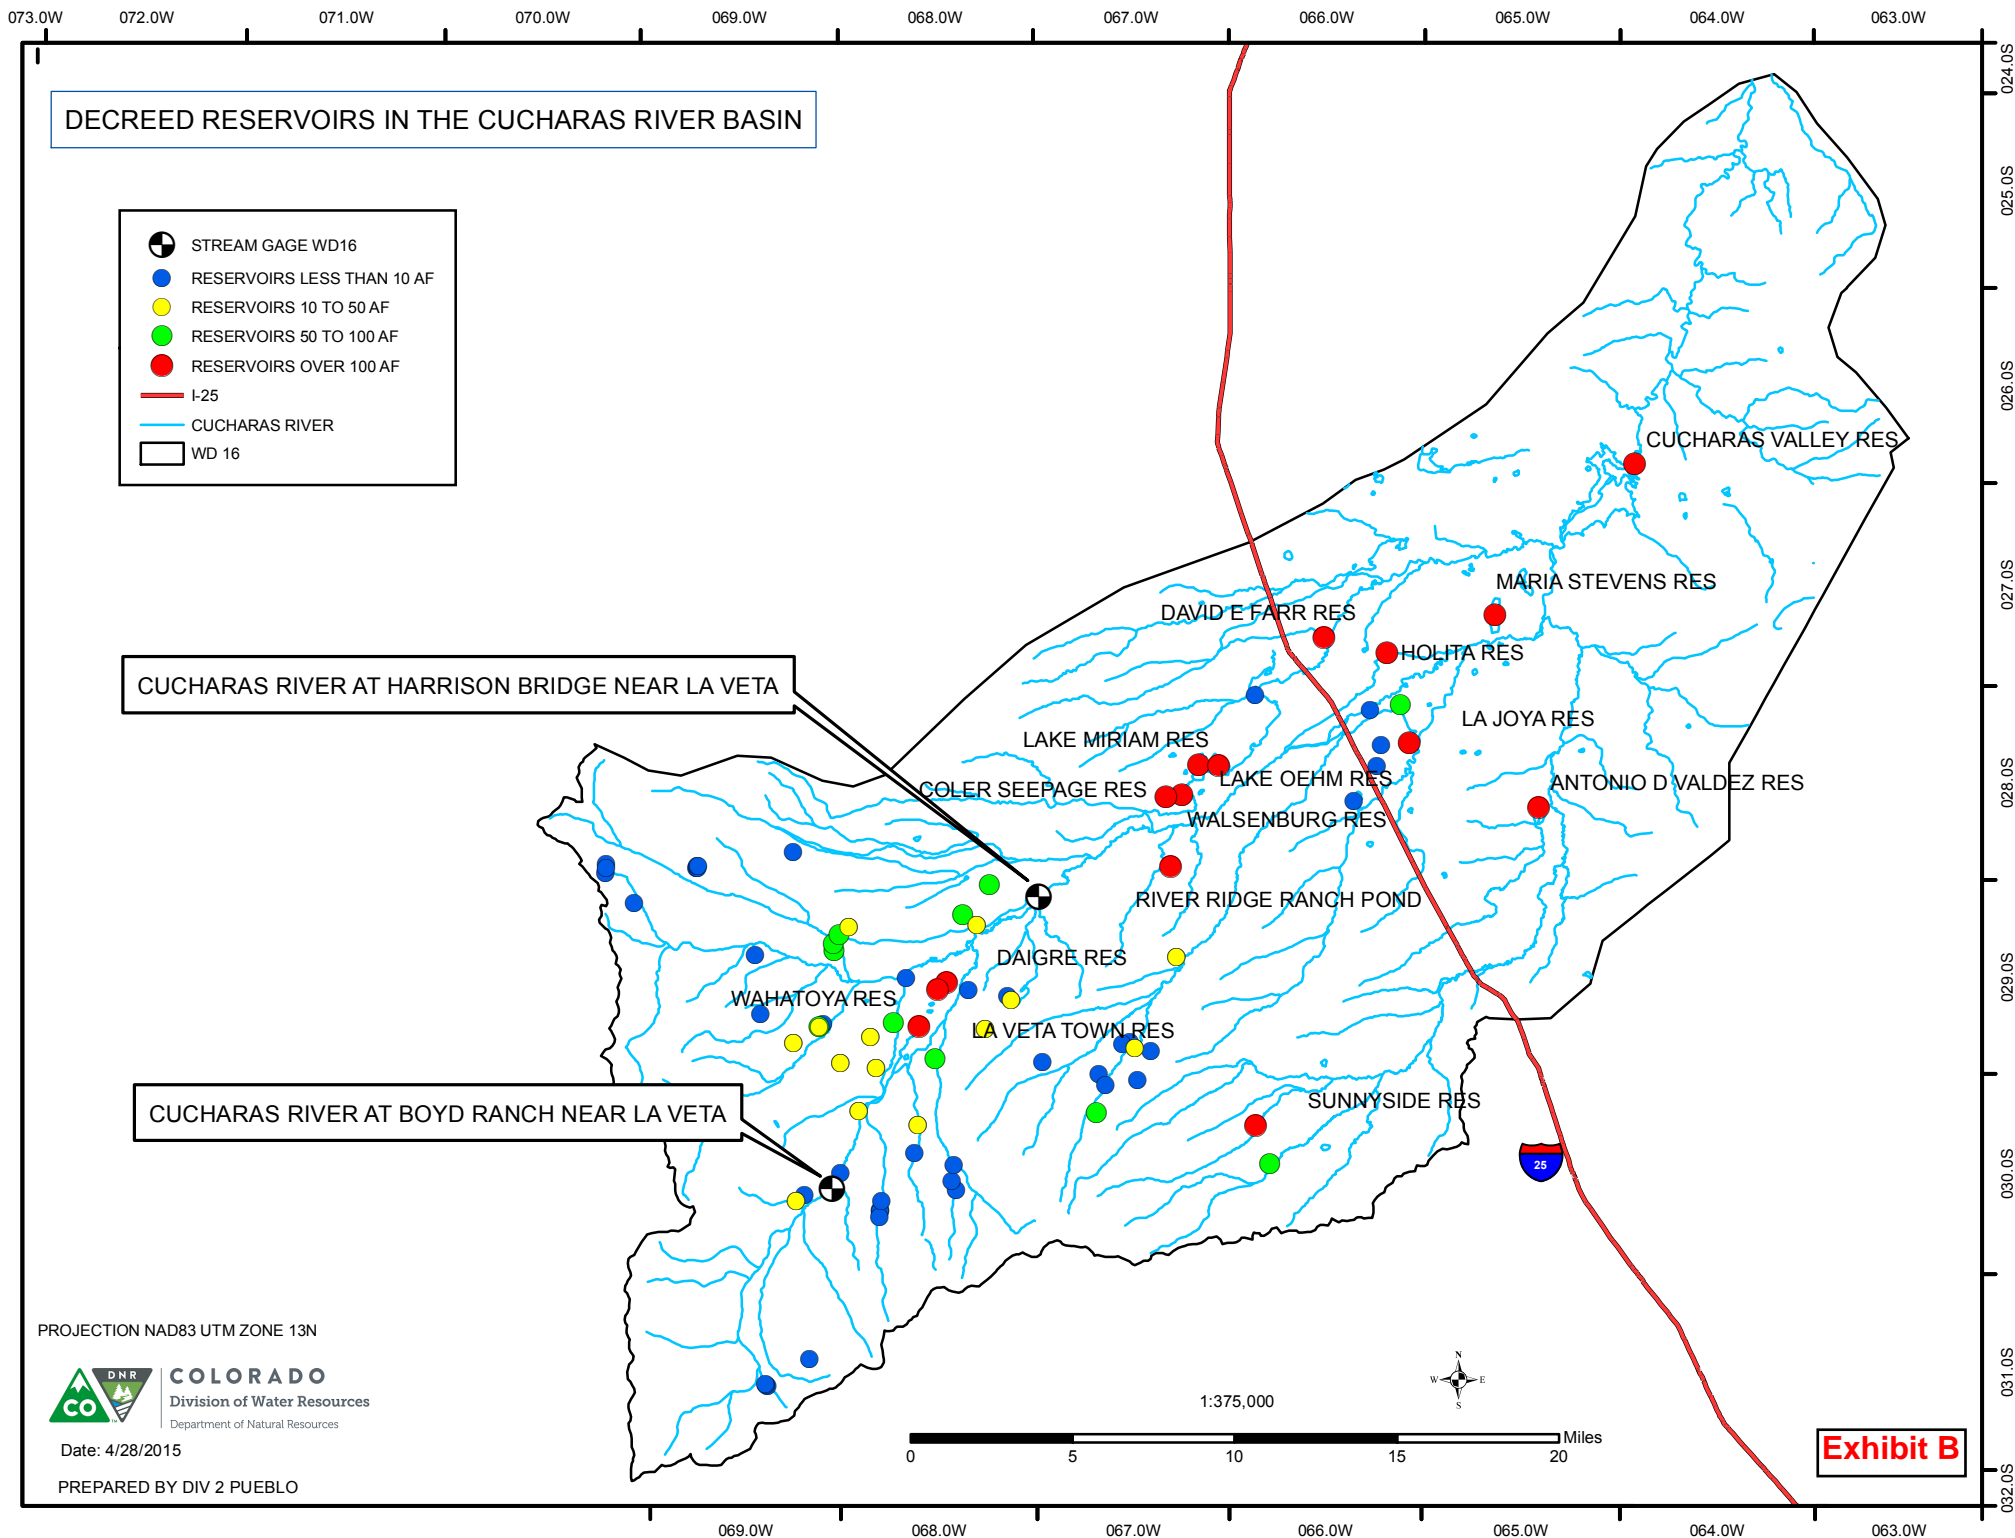 073.0W 072.0W 071.0W 070.0W 069.0W 068.0W 067.0W 066.0W 065.0W 064.0W 063.0W
024.0S
DECREED RESERVOIRS IN THE CUCHARAS RIVER BASIN
025.0S
STREAM GAGE WD16
RESERVOIRS LESS THAN 10 AF
RESERVOIRS 10 TO 50 AF
RESERVOIRS 50 TO 100 AF
RESERVOIRS OVER 100 AF
I-25
CUCHARAS RIVER
WD 16
026.0S
CUCHARAS VALLEY RES
MARIA STEVENS RES
027.0S
DAVID E FARR RES
HOLITA RES
CUCHARAS RIVER AT HARRISON BRIDGE NEAR LA VETA
LA JOYA RES
LAKE MIRIAM RES
LAKE OEHM RES
COLER SEEPAGE RES
ANTONIO D VALDEZ RES
028.0S
WALSENBURG RES
RIVER RIDGE RANCH POND
DAIGRE RES
029.0S
WAHATOYA RES
LA VETA TOWN RES
SUNNYSIDE RES
CUCHARAS RIVER AT BOYD RANCH NEAR LA VETA
25
030.0S
PROJECTION NAD83 UTM ZONE 13N
N
W E
S
031.0S
DNR
CO
COLORADO
Division of Water Resources
Department of Natural Resources
1:375,000
Miles
0 5 10 15 20
Exhibit B
Date: 4/28/2015
PREPARED BY DIV 2 PUEBLO
032.0S
069.0W 068.0W 067.0W 066.0W 065.0W 064.0W 063.0W